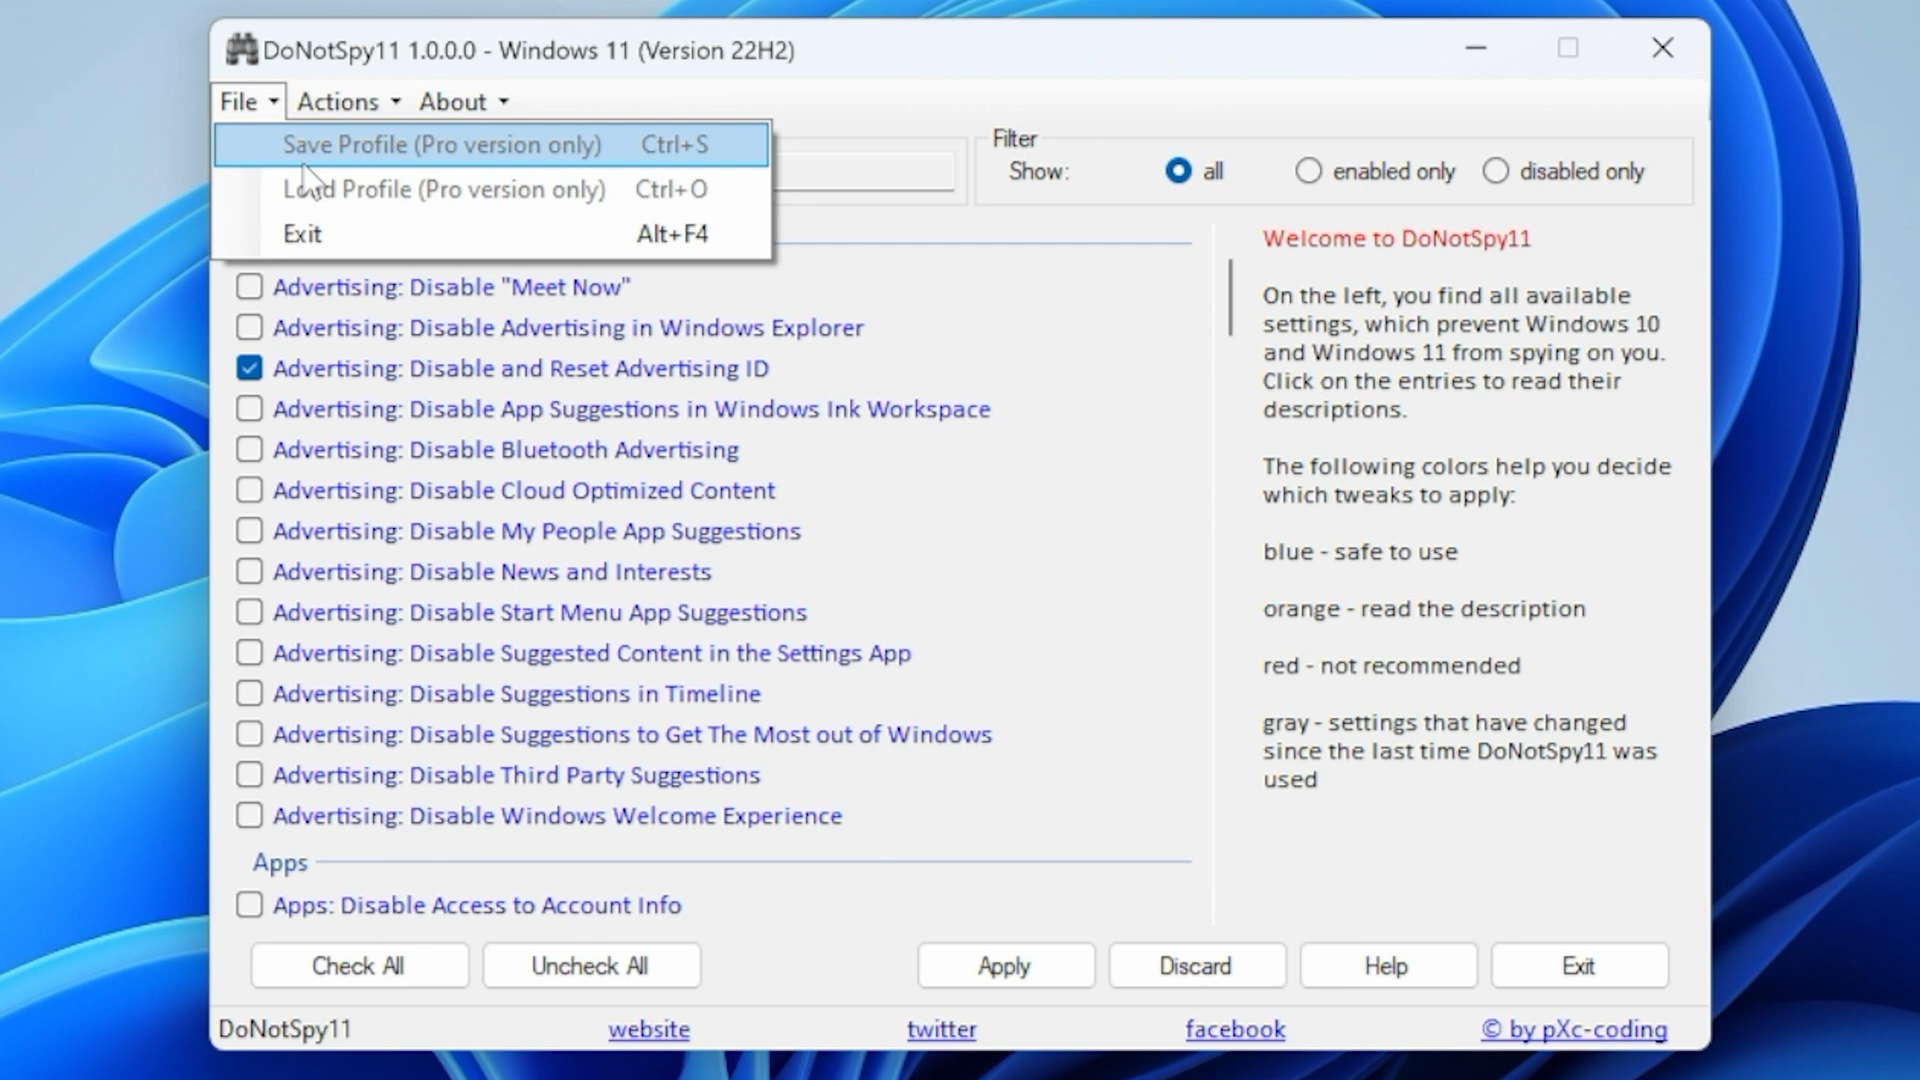 DoNotSpy11 1.0.0.0 - Windows 11 (Version 22H2)
File Actions About
Save Profile (Pro version only) Ctrl+S
Load Profile (Pro version only) Ctrl+O
Exit Alt+F4
Filter
Show: all enabled only disabled only
Advertising: Disable "Meet Now"
Advertising: Disable Advertising in Windows Explorer
Advertising: Disable and Reset Advertising ID
Advertising: Disable App Suggestions in Windows Ink Workspace
Advertising: Disable Bluetooth Advertising
Advertising: Disable Cloud Optimized Content
Advertising: Disable My People App Suggestions
Advertising: Disable News and Interests
Advertising: Disable Start Menu App Suggestions
Advertising: Disable Suggested Content in the Settings App
Advertising: Disable Suggestions in Timeline
Advertising: Disable Suggestions to Get The Most out of Windows
Advertising: Disable Third Party Suggestions
Advertising: Disable Windows Welcome Experience
Apps
Apps: Disable Access to Account Info
Welcome to DoNotSpy11
On the left, you find all available
settings, which prevent Windows 10
and Windows 11 from spying on you.
Click on the entries to read their
descriptions.
The following colors help you decide
which tweaks to apply:
blue - safe to use
orange - read the description
red - not recommended
gray - settings that have changed
since the last time DoNotSpy11 was
used
Check All Uncheck All Apply Discard Help Exit
DoNotSpy11 website twitter facebook © by pXc-coding